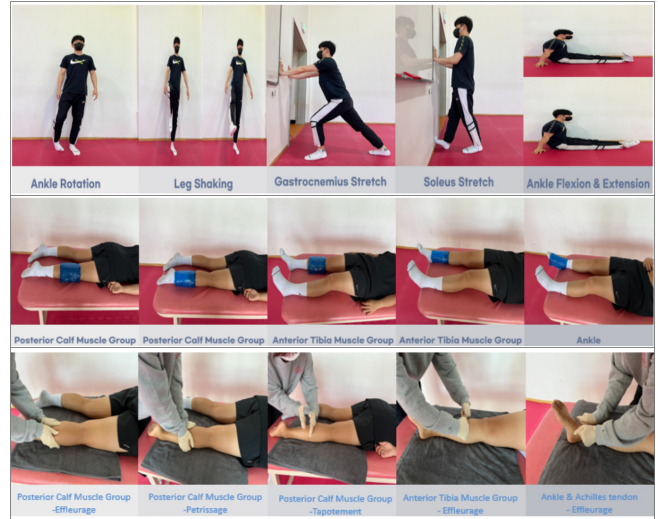 Ankle Rotation
Leg Shaking
Gastrocnemius Stretch
Soleus Stretch
Ankle Flexion & Extension
Posterior Calf Muscle Group
Posterior Calf Muscle Group
Anterior Tibia Muscle Group
Anterior Tibia Muscle Group
Ankle
Posterior Calf Muscle Group
-Effleurage
Posterior Calf Muscle Group
-Petrissage
Posterior Calf Muscle Group
-Tapotement
Anterior Tibia Muscle Group
- Effleurage
Ankle & Achilles tendon
- Effleurage